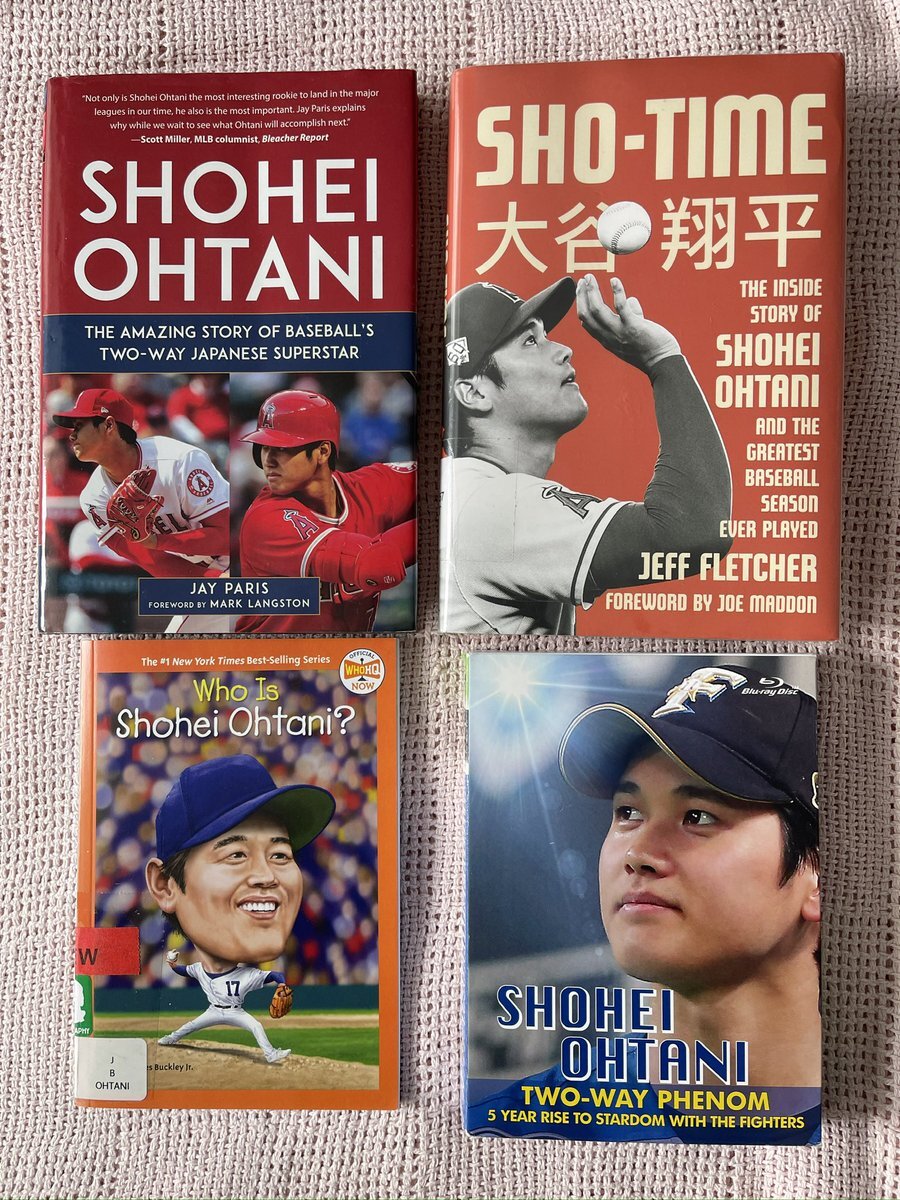 "Not only is Shohei Ohtani the most interesting rookie to land in the major
leagues in our time, he also is the most important. Jay Paris explains
why while we wait to see what Ohtani will accomplish next."
—Scott Miller, MLB columnist, Bleacher Report
SHOHEI
OHTANI
THE AMAZING STORY OF BASEBALL'S
TWO-WAY JAPANESE SUPERSTAR
JAY PARIS
FOREWORD BY MARK LANGSTON
SHO-TIME
大谷 翔平
THE INSIDE
STORY OF
SHOHEI
OHTANI
AND THE
GREATEST
BASEBALL
SEASON
EVER PLAYED
JEFF FLETCHER
FOREWORD BY JOE MADDON
The #1 New York Times Best-Selling Series
OFFICIAL
WHOHQ
NOW
Who Is
Shohei Ohtani?
17
W
J
B
OHTANI
es Buckley Jr.
Blu-ray Disc
SHOHEI
OHTANI
TWO-WAY PHENOM
5 YEAR RISE TO STARDOM WITH THE FIGHTERS